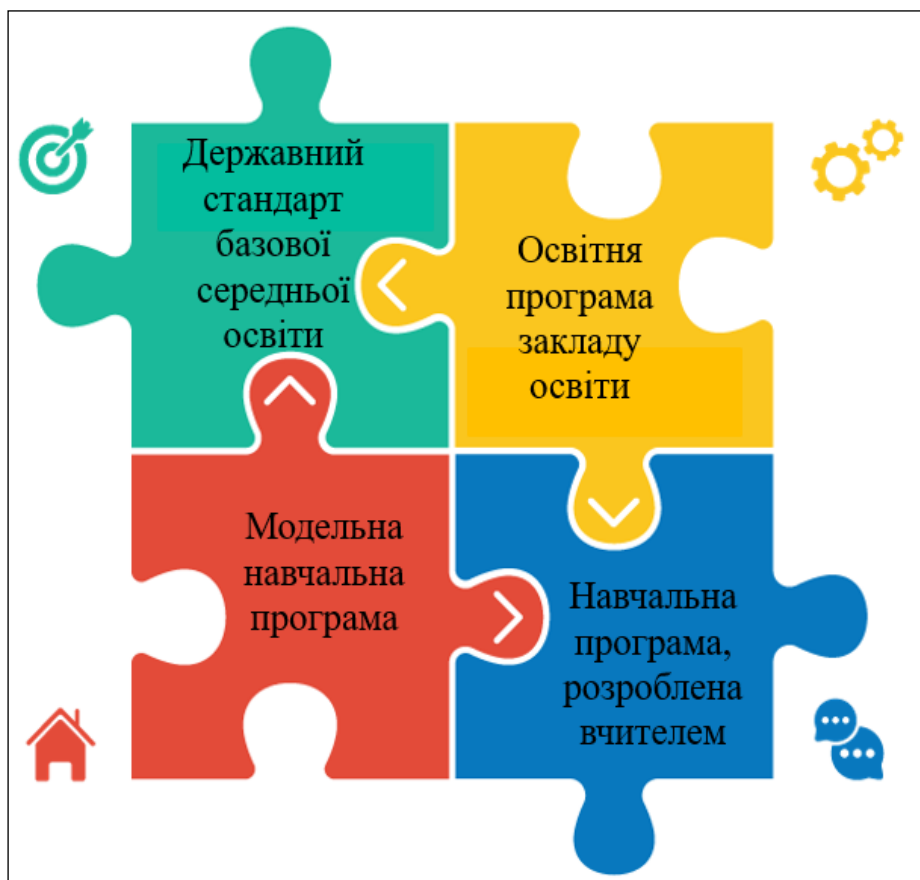 Державний
стандарт
базової
середньої
освіти
Освітня
програма
закладу
освіти
Модельна
навчальна
програма
Навчальна
програма,
розроблена
вчителем